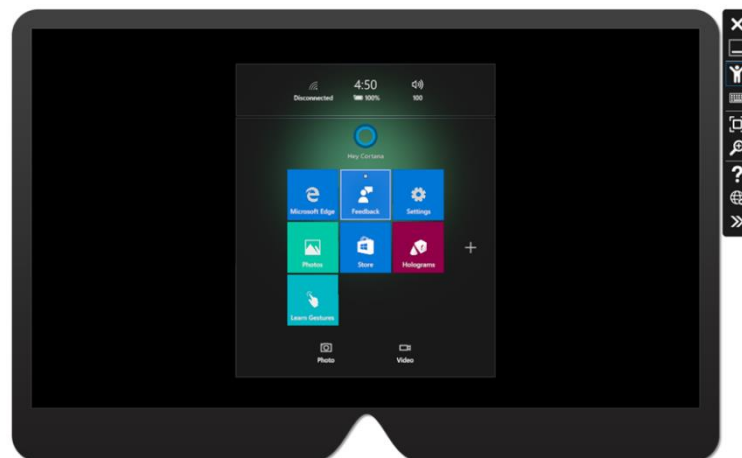 4:50
Disconnected 100% 100
Hey Cortana
Microsoft Edge Feedback Settings
Photos Store Holograms
Learn Gestures
Photo Video